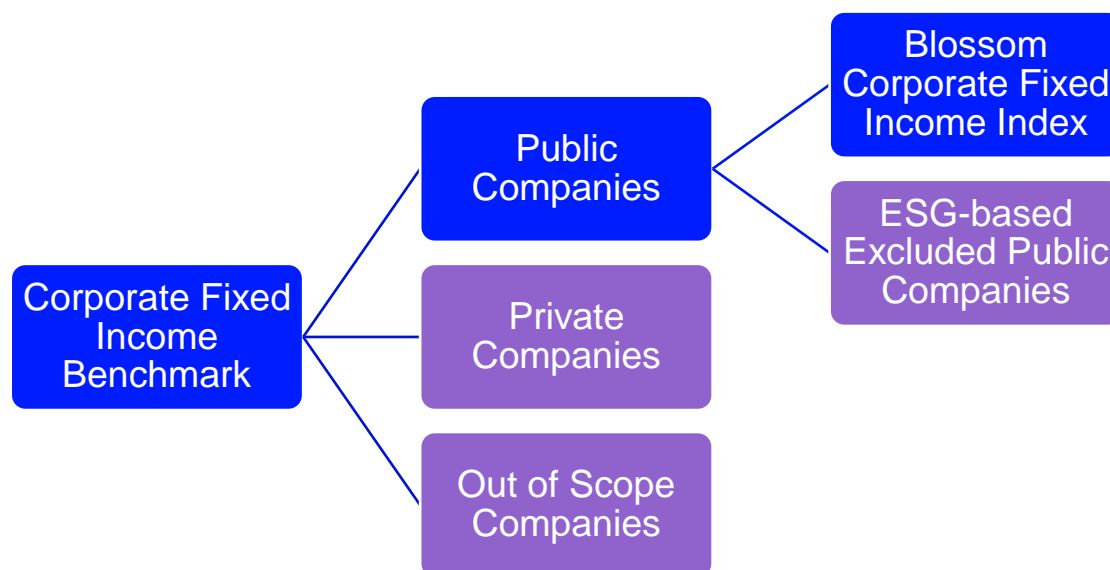 Corporate Fixed
Income
Benchmark
Public
Companies
Private
Companies
Out of Scope
Companies
Blossom
Corporate Fixed
Income Index
ESG-based
Excluded Public
Companies